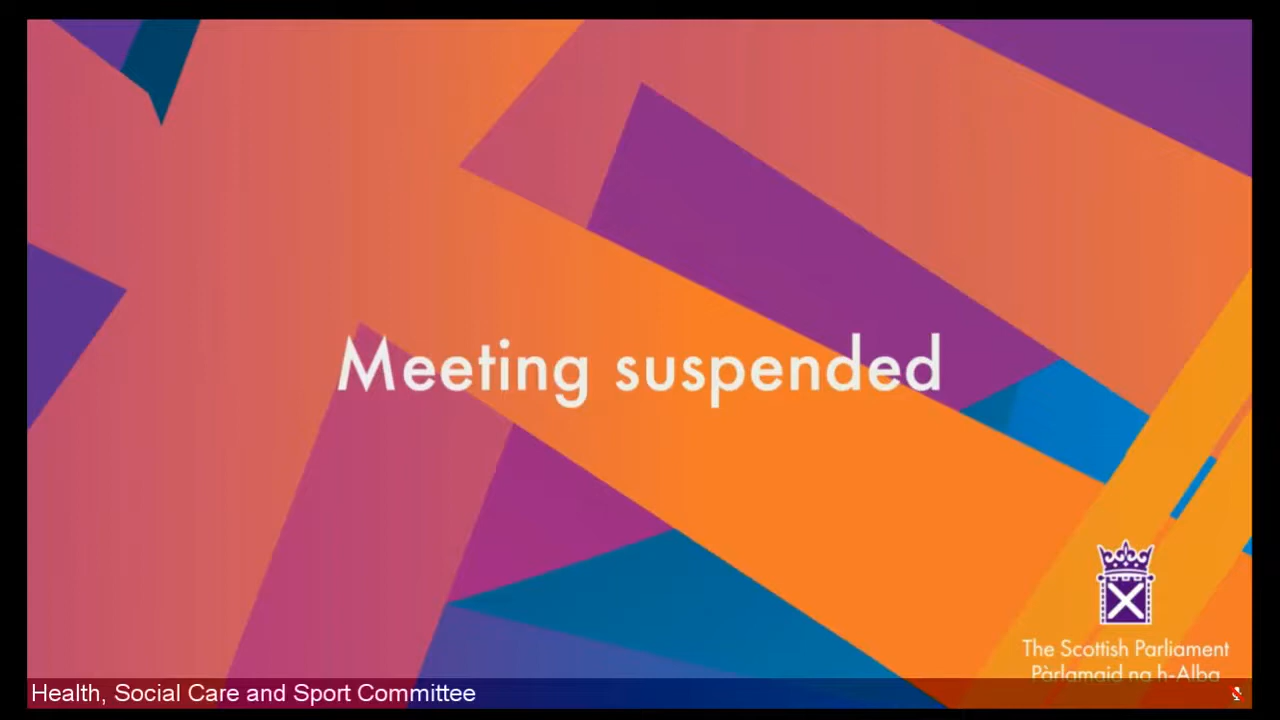 Meeting suspended
The Scottish Parliament
Pàrlamaid na h-Alba
Health, Social Care and Sport Committee